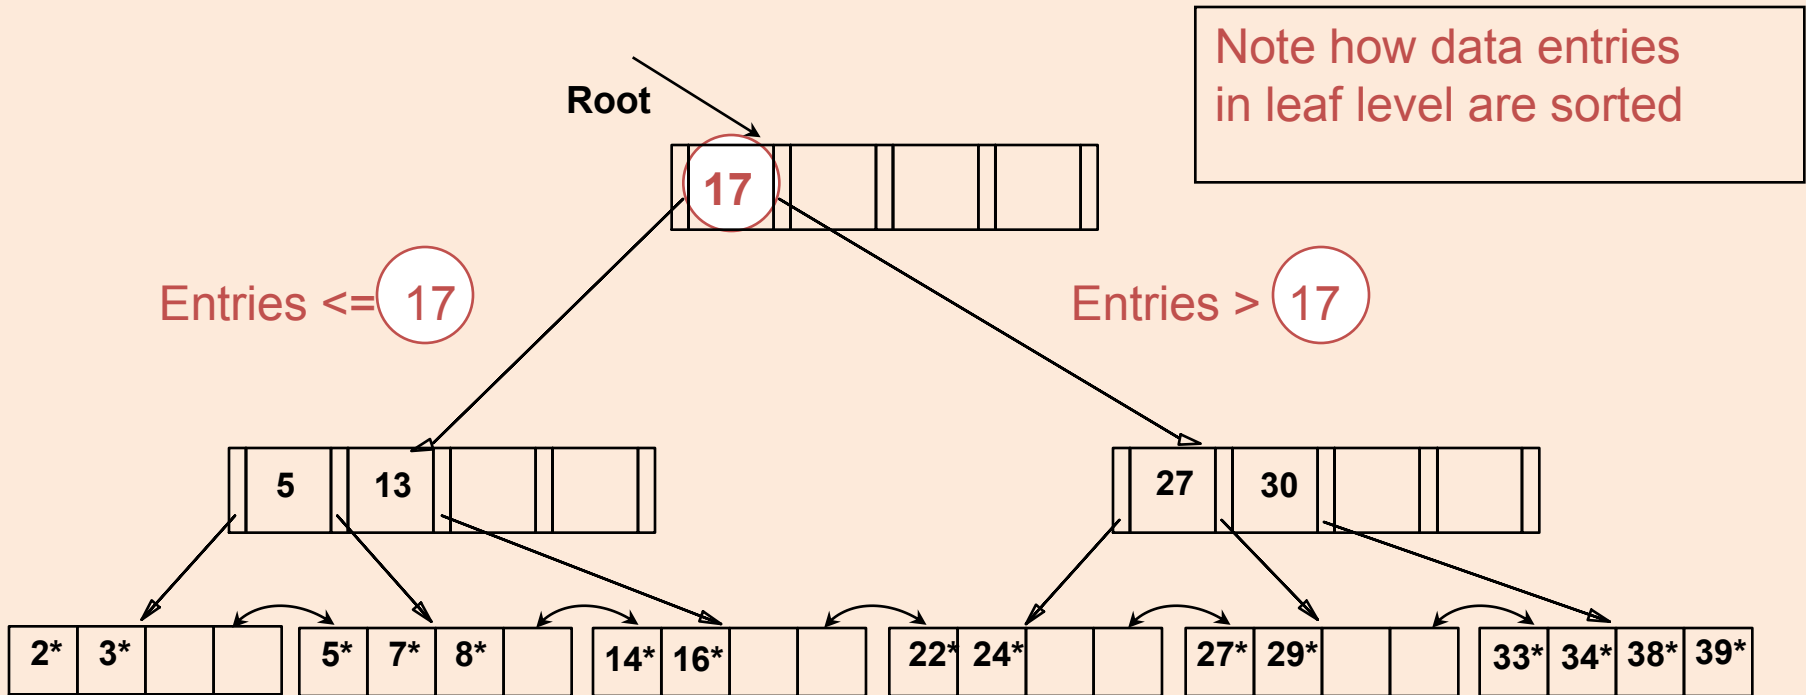 Note how data entries
in leaf level are sorted
Root
17
Entries <= 17
Entries > 17
5 13
27 30
2* 3*
5* 7* 8*
14* 16*
22* 24*
27* 29*
33* 34* 38* 39*